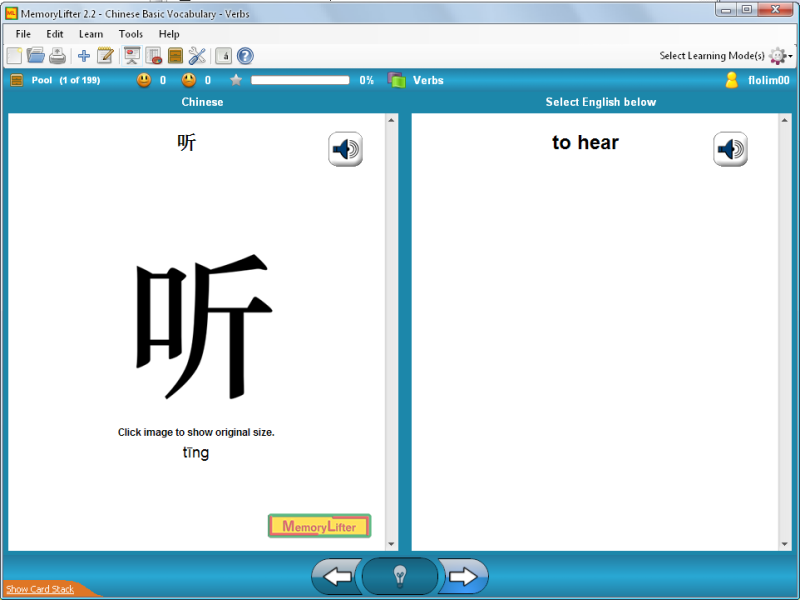 MemoryLifter 2.2 - Chinese Basic Vocabulary - Verbs
File Edit Learn Tools Help
Select Learning Mode(s)
Pool (1 of 199) 0 0 0% Verbs flolim00
Chinese
Select English below
听
to hear
听
Click image to show original size.
tīng
MemoryLifter
Show Card Stack